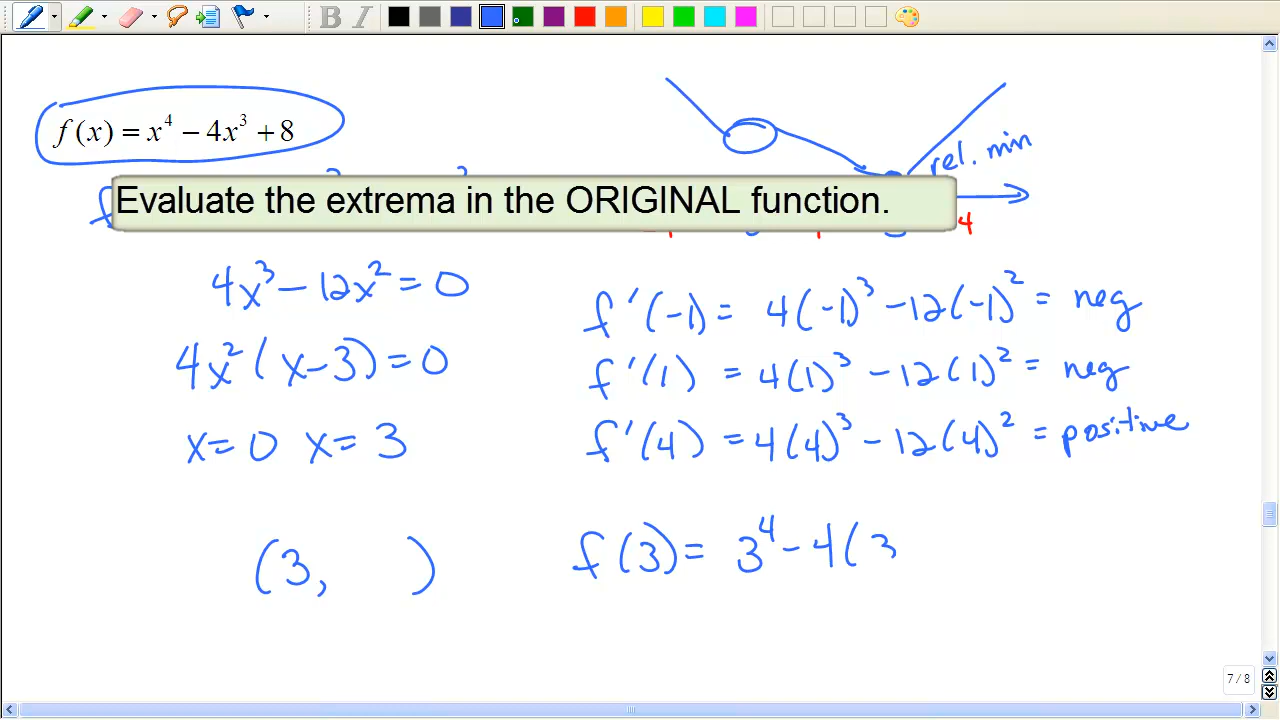 B I
f(x) = x⁴ − 4x³ + 8
rel. min
Evaluate the extrema in the ORIGINAL function.
4
4x³ − 12x² = 0
4x²(x−3) = 0
x = 0 x = 3
f'(-1) = 4(-1)³ − 12(-1)² = neg
f'(1) = 4(1)³ − 12(1)² = neg
f'(4) = 4(4)³ − 12(4)² = positive
(3, )
f(3) = 3⁴ − 4(3
7 / 8